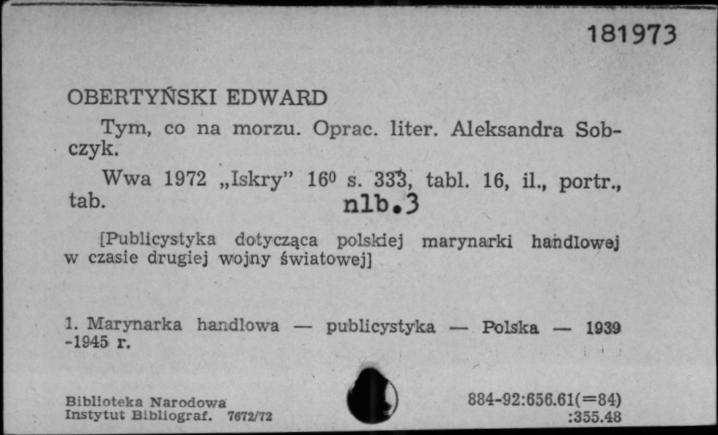 181973
OBERTYŃSKI EDWARD
Tym, co na morzu. Oprac. liter. Aleksandra Sob-
czyk.
Wwa 1972 „Iskry” 16⁰ s. 333, tabl. 16, il., portr.,
tab. nlb.3
[Publicystyka dotycząca polskiej marynarki handlowej
w czasie drugiej wojny światowej]
1. Marynarka handlowa — publicystyka — Polska — 1939
-1945 r.
Biblioteka Narodowa 884-92:656.61(=84)
Instytut Bibliograf. 7672/72 :355.48